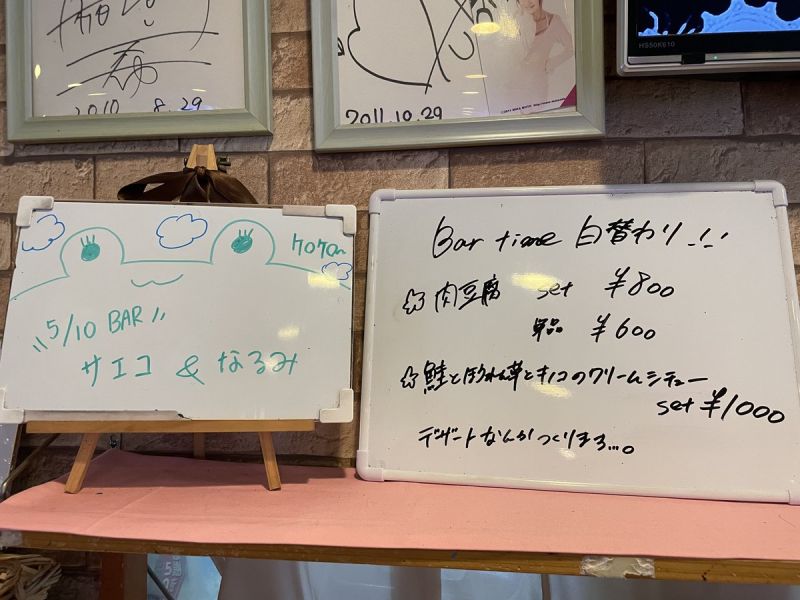 2010 8.29
2011.10.29
HS50K610
ケロケロ
5/10 BAR
サエコ & なるみ
Bar time 日替わり!!
☆肉豆腐 set ¥800
単品 ¥600
☆鮭とほうれん草とキノコのクリームシチュー
set ¥1000
デザートなんかつくりまる...。